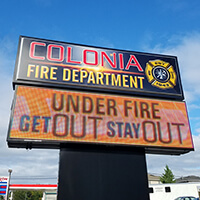 COLONIA
FIRE DEPARTMENT
UNDER FIRE
GET OUT STAY OUT